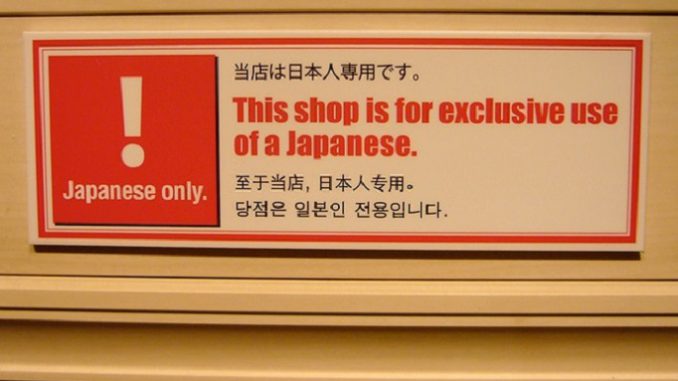 !
Japanese only.
当店は日本人専用です。
This shop is for exclusive use
of a Japanese.
至于当店, 日本人专用。
당점은 일본인 전용입니다.